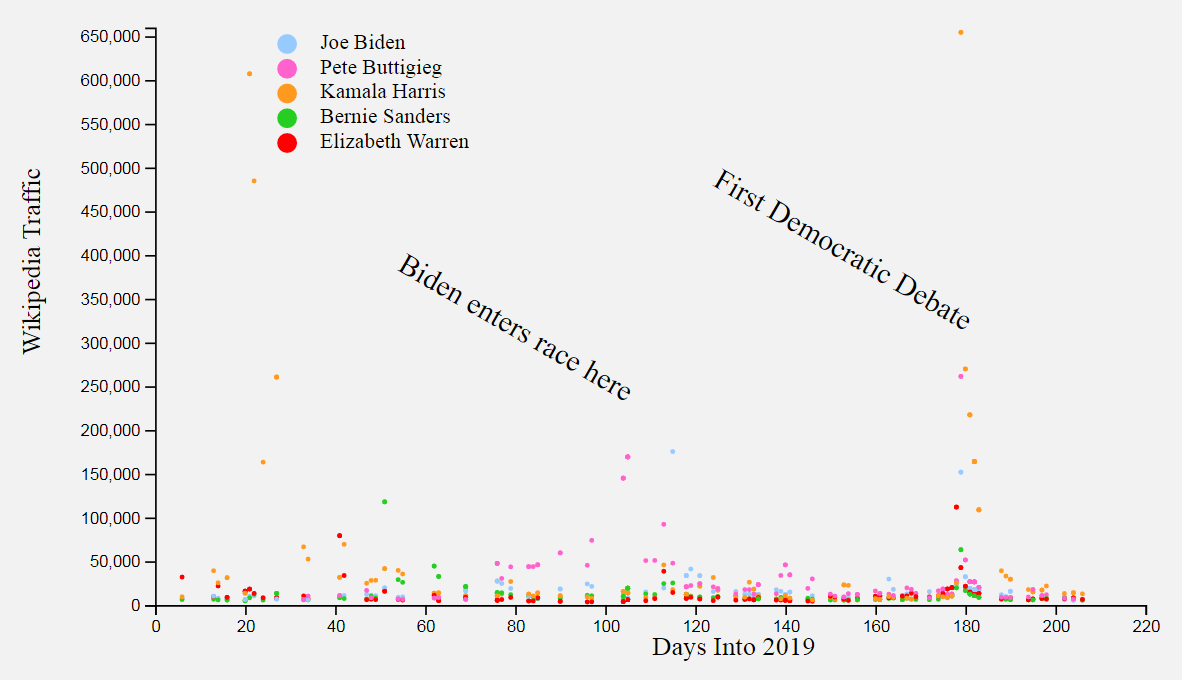 650,000
600,000
550,000
500,000
450,000
400,000
350,000
300,000
250,000
200,000
150,000
100,000
50,000
0
Wikipedia Traffic
Joe Biden
Pete Buttigieg
Kamala Harris
Bernie Sanders
Elizabeth Warren
First Democratic Debate
Biden enters race here
0 20 40 60 80 100 120 140 160 180 200 220
Days Into 2019